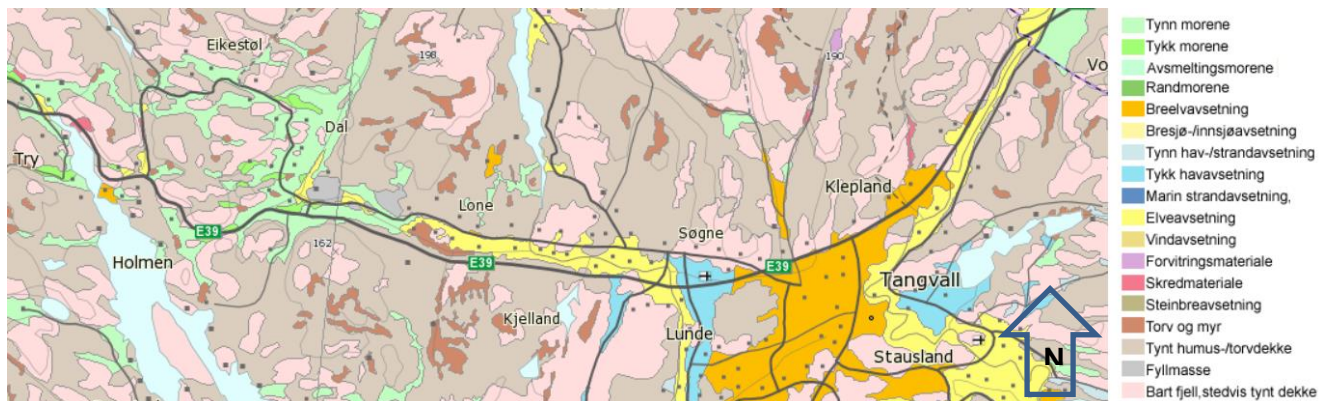 Eikestøl
198
190
Vo
Dal
Try
Klepland
Lone
E39
162
Søgne
Holmen
E39
E39
Tangvall
Kjelland
Lunde
Stausland
N
Tynn morene
Tykk morene
Avsmeltingsmorene
Randmorene
Breelvavsetning
Bresjø-/innsjøavsetning
Tynn hav-/strandavsetning
Tykk havavsetning
Marin strandavsetning,
Elveavsetning
Vindavsetning
Forvitringsmateriale
Skredmateriale
Steinbreavsetning
Torv og myr
Tynt humus-/torvdekke
Fyllmasse
Bart fjell,stedvis tynt dekke